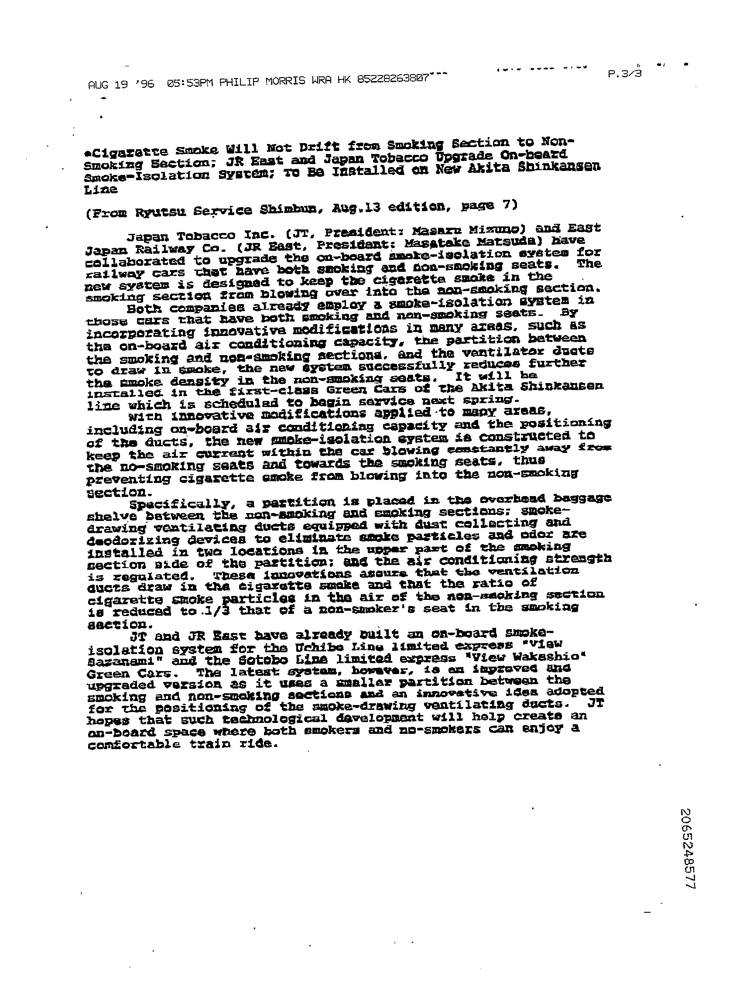 AUG 19 '96 05:53PM PHILIP MORRIS WRA HK 85228263807
P.3/3
*Cigarette Smoke Will Not Drift from Smoking Section to Non-
Smoking Section; JR East and Japan Tobacco Upgrade On-board
Smoke-Isolation System; To Be Installed on New Akita Shinkansen
Line
(From Ryutsu Service Shimbun, Aug.13 edition, page 7)
Japan Tobacco Inc. (JT, President: Masaru Mizuno) and East
Japan Railway Co. (JR East, President: Masatake Matsuda) have
collaborated to upgrade the on-board smoke-isolation system for
railway cars that have both smoking and non-smoking seats. The
new system is designed to keep the cigarette smoke in the
smoking section from blowing over into the non-smoking section.
Both companies already employ a smoke-isolation system in
those cars that have both smoking and non-smoking seats. By
incorporating innovative modifications in many areas, such as
the on-board air conditioning capacity, the partition between
the smoking and non-smoking sections, and the ventilator ducts
to draw in smoke, the new system successfully reduces further
the smoke density in the non-smoking seats. It will be
installed in the first-class Green Cars of the Akita Shinkansen
line which is scheduled to begin service next spring.
With innovative modifications applied to many areas,
including on-board air conditioning capacity and the positioning
of the ducts, the new smoke-isolation system is constructed to
keep the air current within the car blowing constantly away from
the no-smoking seats and towards the smoking seats, thus
preventing cigarette smoke from blowing into the non-smoking
section.
Specifically, a partition is placed in the overhead baggage
shelve between the non-smoking and smoking sections; smoke-
drawing ventilating ducts equipped with dust collecting and
deodorizing devices to eliminate smoke particles and odor are
installed in two locations in the upper part of the smoking
section side of the partition; and the air conditioning strength
is regulated. These innovations assure that the ventilation
ducts draw in the cigarette smoke and that the ratio of
cigarette smoke particles in the air of the non-smoking section
is reduced to 1/3 that of a non-smoker's seat in the smoking
section.
JT and JR East have already built an on-board smoke-
isolation system for the Uchibo Line limited express "View
Sazanami" and the Sotobo Line limited express "View Wakashio"
Green Cars. The latest system, however, is an improved and
upgraded version as it uses a smaller partition between the
smoking and non-smoking sections and an innovative idea adopted
for the positioning of the smoke-drawing ventilating ducts. JT
hopes that such technological development will help create an
on-board space where both smokers and no-smokers can enjoy a
comfortable train ride.
2065248577